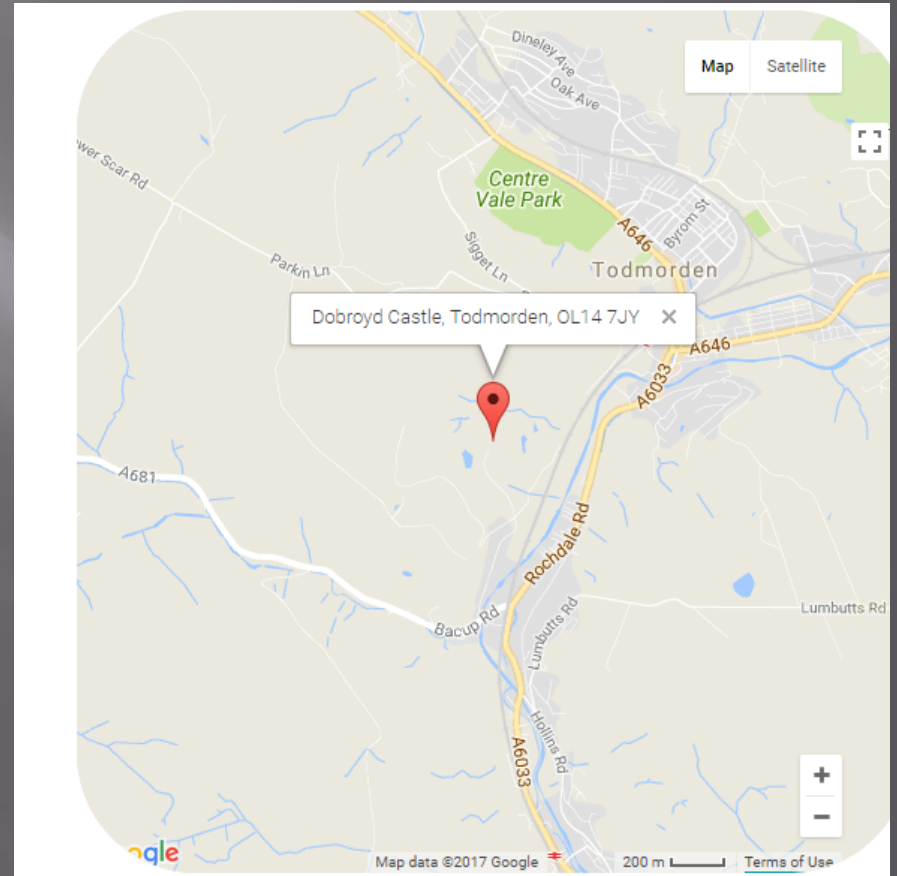 Dineley Ave
Map
Satellite
Oak Ave
wer Scar Rd
Centre
Vale Park
A646
Byrom St
Sigget Ln
Parkin Ln
Todmorden
Dobroyd Castle, Todmorden, OL14 7JY
A646
A6033
A681
Rochdale Rd
Bacup Rd
Lumbutts Rd
Lumbutts Rd
Hollins Rd
A6033
+
−
ogle
Map data ©2017 Google
200 m
Terms of Use